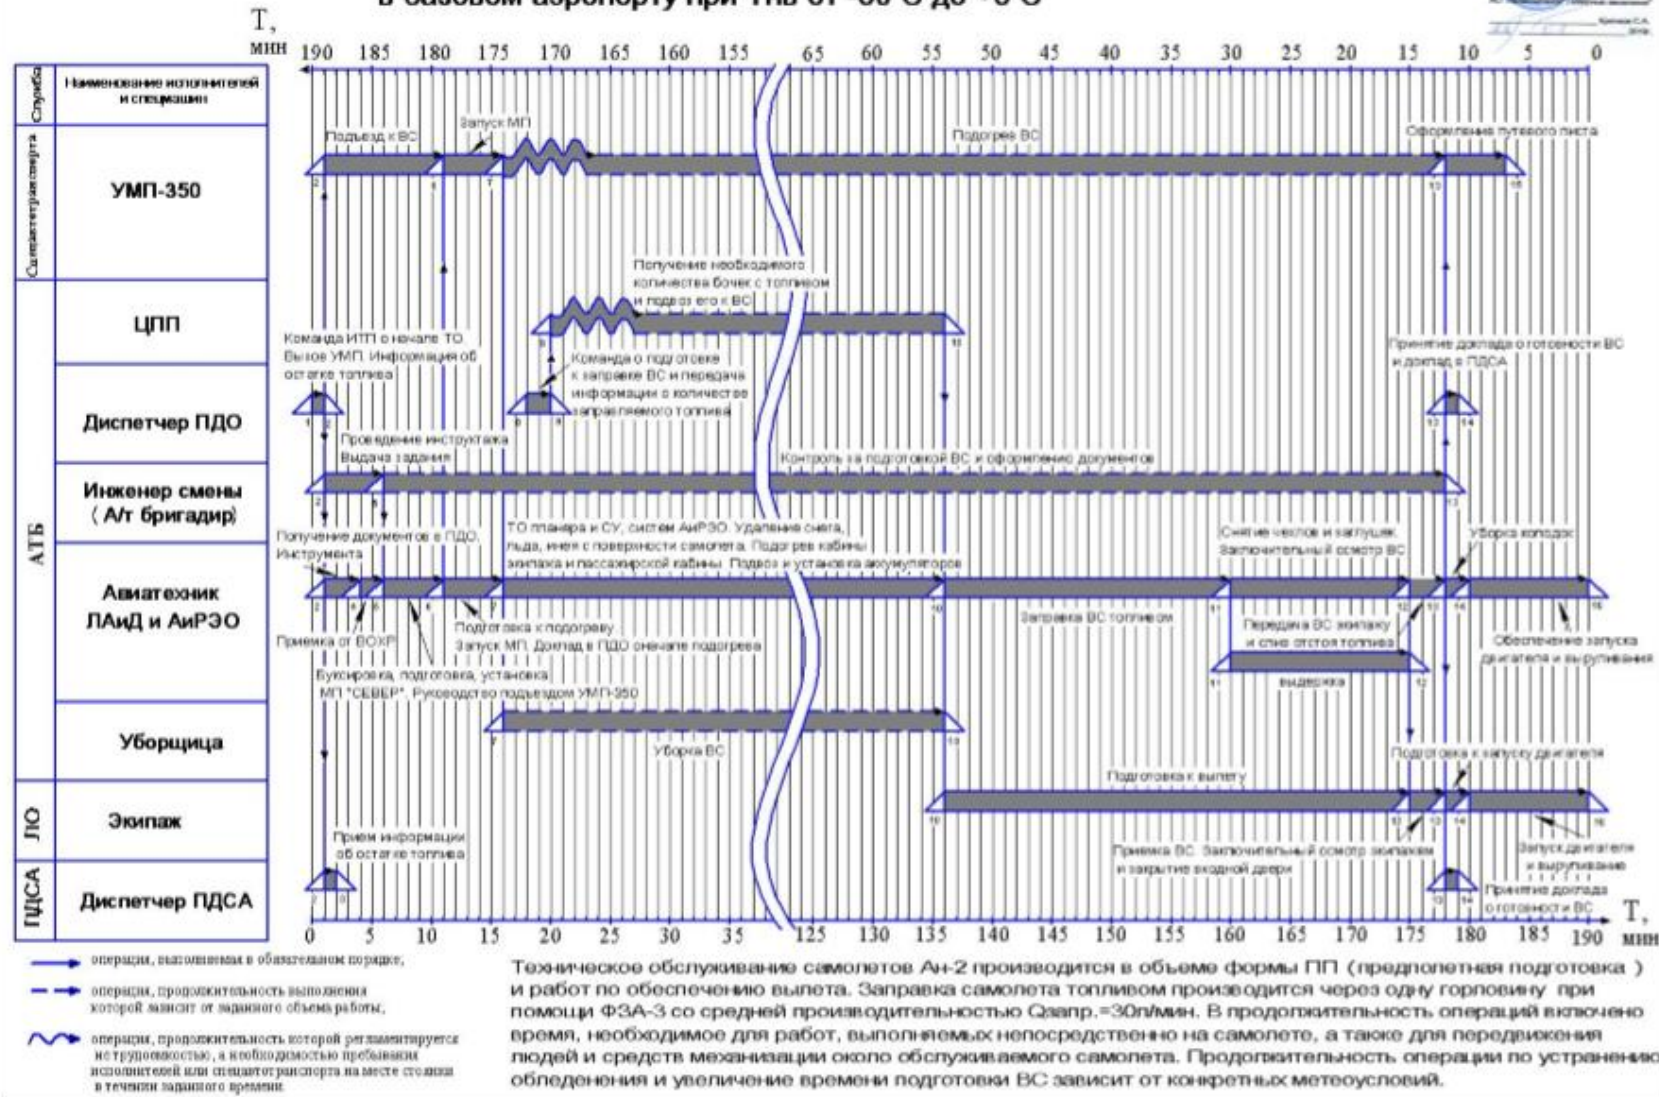 в базовом аэропорту при Тнв от -30°С до +5°С
Т,
мин
190 185 180 175 170 165 160 155 65 60 55 50 45 40 35 30 25 20 15 10 5 0
Служба
Наименование исполнителей
и спецмашин
Спецавтотранспорта
УМП-350
Подъезд к ВС
Запуск МП
Подогрев ВС
Оформление путевого листа
АТБ
ЦПП
Получение необходимого
количества бочек с топливом
и подвоз его к ВС
Команда ИТП о начале ТО.
Вызов УМП. Информация об
остатке топлива
Команда о подготовке
к заправке ВС и передача
информации о количестве
заправляемого топлива
Принятие доклада о готовности ВС
и доклад в ПДСА
Диспетчер ПДО
Проведение инструктажа
Выдача задания
Контроль за подготовкой ВС и оформление документов
Инженер смены
( А/т бригадир)
Получение документов в ПДО.
Инструмента
ТО планера и СУ, систем АиРЭО. Удаление снега,
льда, инея с поверхности самолета. Подогрев кабины
экипажа и пассажирской кабины. Подвоз и установка аккумуляторов
Снятие чехлов и заглушек.
Заключительный осмотр ВС
Уборка колодок
Авиатехник
ЛАиД и АиРЭО
Приемка от ВОХР
Подготовка к подогреву.
Запуск МП. Доклад в ПДО оначале подогрева
Буксировка, подготовка, установка
МП "СЕВЕР". Руководство подъездом УМП-350
Заправка ВС топливом
Передача ВС экипажу
и слив отстоя топлива
Обеспечение запуска
двигателя и выруливания
выдержка
Уборщица
Уборка ВС
Подготовка к запуску двигателя
ЛО
Экипаж
Подготовка к вылету
Прием информации
об остатке топлива
Приемка ВС. Заключительный осмотр экипажем
и закрытие входной двери
Запуск двигателя
и выруливание
ПДСА
Диспетчер ПДСА
Принятие доклада
о готовности ВС
0 5 10 15 20 25 30 35 125 130 135 140 145 150 155 160 165 170 175 180 185 190
Т,
мин
операция, выполняемая в обязательном порядке;
операция, продолжительность выполнения
которой зависит от заданного объема работы;
операция, продолжительность которой регламентируется
не трудоемкостью, а необходимостью пребывания
исполнителей или спецавтотранспорта на месте стоянки
в течении заданного времени.
Техническое обслуживание самолетов Ан-2 производится в объеме формы ПП (предполетная подготовка )
и работ по обеспечению вылета. Заправка самолета топливом производится через одну горловину при
помощи ФЗА-3 со средней производительностью Qзапр.=30л/мин. В продолжительность операций включено
время, необходимое для работ, выполняемых непосредственно на самолете, а также для передвижения
людей и средств механизации около обслуживаемого самолета. Продолжительность операции по устранению
обледенения и увеличение времени подготовки ВС зависит от конкретных метеоусловий.